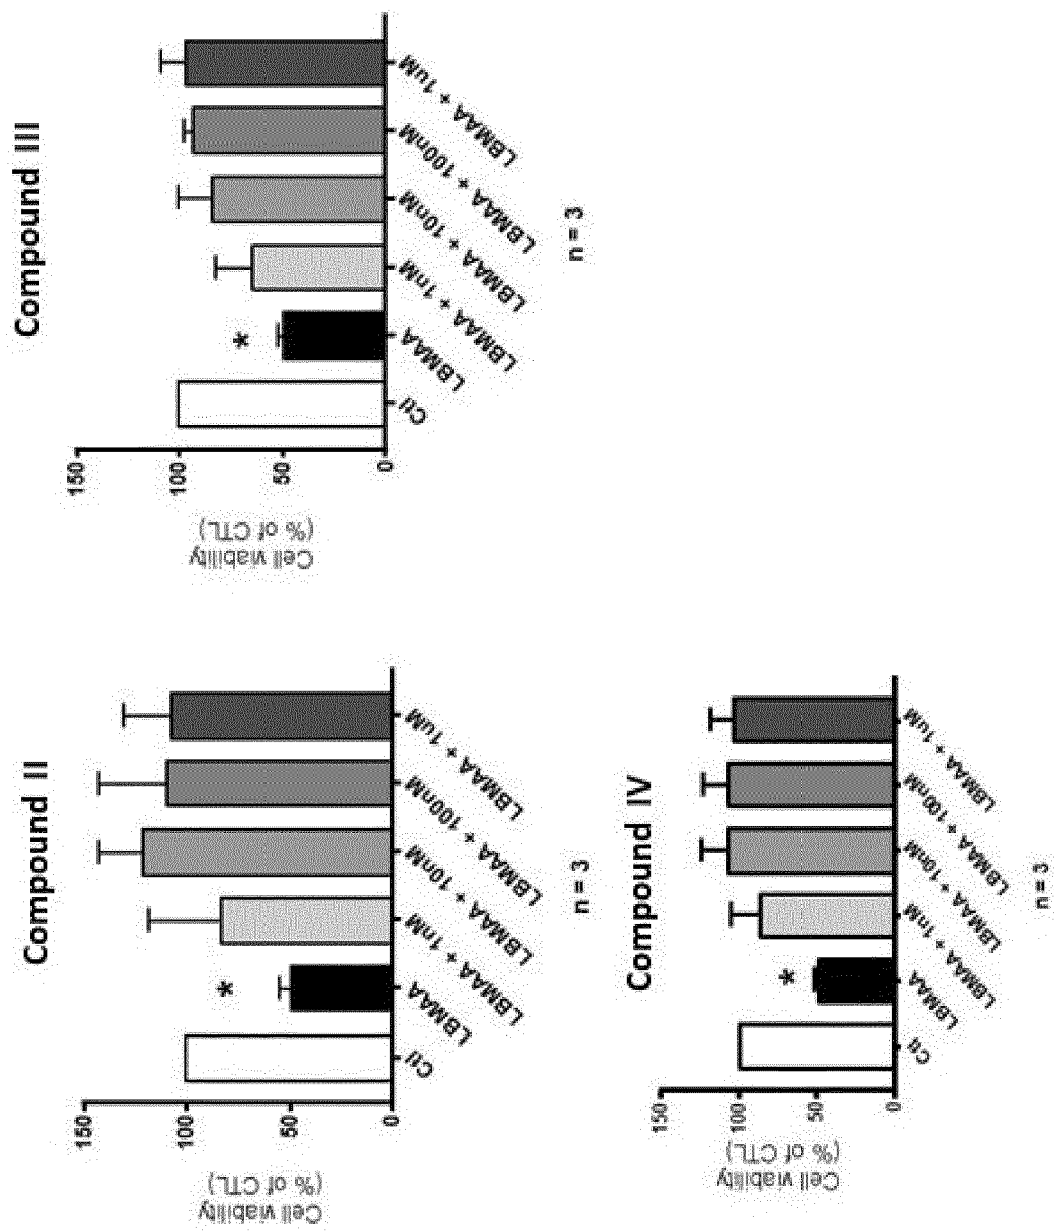 Compound II
Cell viability
(% of CTL)
150
100
50
0
*
Ctl
LBMAA
LBMAA + 1nM
LBMAA + 10nM
LBMAA + 100nM
LBMAA + 1uM
n = 3
Compound III
Cell viability
(% of CTL)
150
100
50
0
*
Ctl
LBMAA
LBMAA + 1nM
LBMAA + 10nM
LBMAA + 100nM
LBMAA + 1uM
n = 3
Compound IV
Cell viability
(% of CTL)
150
100
50
0
*
Ctl
LBMAA
LBMAA + 1nM
LBMAA + 10nM
LBMAA + 100nM
LBMAA + 1uM
n = 3